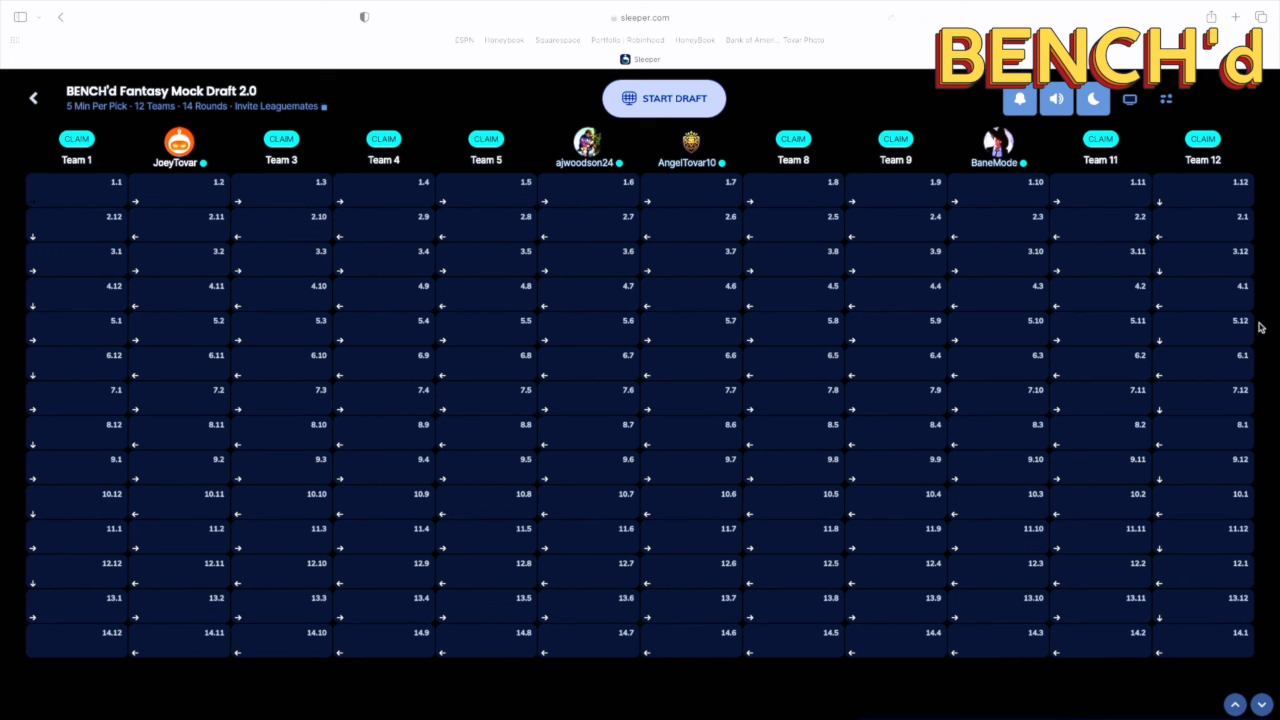 sleeper.com
ESPN Honeybook Squarespace Portfolio | Robinhood HoneyBook Bank of Ameri... Tovar Photo
Sleeper
BENCH'd
BENCH'd Fantasy Mock Draft 2.0
5 Min Per Pick - 12 Teams - 14 Rounds - Invite Leaguemates
START DRAFT
CLAIM CLAIM CLAIM CLAIM CLAIM CLAIM CLAIM CLAIM
Team 1 JoeyTovar Team 3 Team 4 Team 5 ajwoodson24 AngelTovar10 Team 8 Team 9 BaneMode Team 11 Team 12
1.1 1.2 1.3 1.4 1.5 1.6 1.7 1.8 1.9 1.10 1.11 1.12
2.12 2.11 2.10 2.9 2.8 2.7 2.6 2.5 2.4 2.3 2.2 2.1
3.1 3.2 3.3 3.4 3.5 3.6 3.7 3.8 3.9 3.10 3.11 3.12
4.12 4.11 4.10 4.9 4.8 4.7 4.6 4.5 4.4 4.3 4.2 4.1
5.1 5.2 5.3 5.4 5.5 5.6 5.7 5.8 5.9 5.10 5.11 5.12
6.12 6.11 6.10 6.9 6.8 6.7 6.6 6.5 6.4 6.3 6.2 6.1
7.1 7.2 7.3 7.4 7.5 7.6 7.7 7.8 7.9 7.10 7.11 7.12
8.12 8.11 8.10 8.9 8.8 8.7 8.6 8.5 8.4 8.3 8.2 8.1
9.1 9.2 9.3 9.4 9.5 9.6 9.7 9.8 9.9 9.10 9.11 9.12
10.12 10.11 10.10 10.9 10.8 10.7 10.6 10.5 10.4 10.3 10.2 10.1
11.1 11.2 11.3 11.4 11.5 11.6 11.7 11.8 11.9 11.10 11.11 11.12
12.12 12.11 12.10 12.9 12.8 12.7 12.6 12.5 12.4 12.3 12.2 12.1
13.1 13.2 13.3 13.4 13.5 13.6 13.7 13.8 13.9 13.10 13.11 13.12
14.12 14.11 14.10 14.9 14.8 14.7 14.6 14.5 14.4 14.3 14.2 14.1